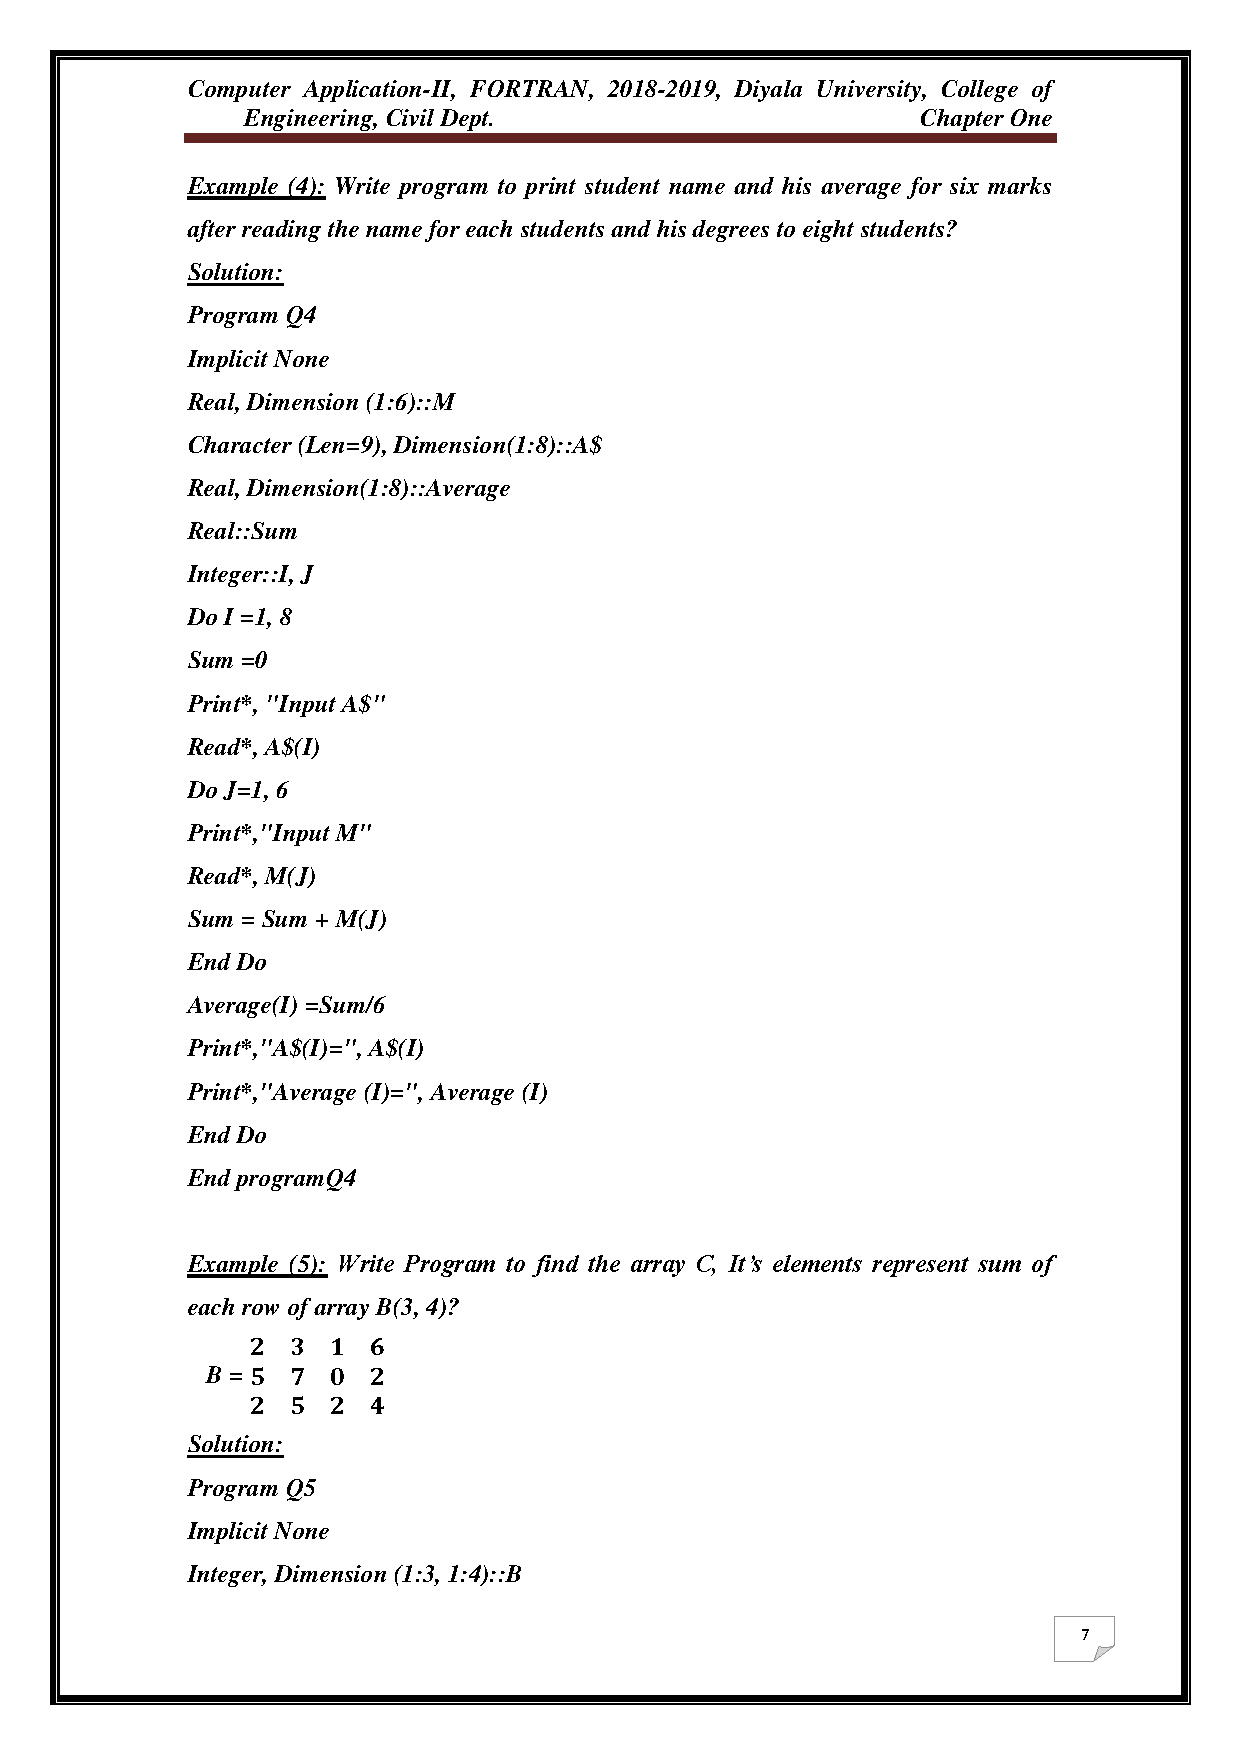 Computer Application-II, FORTRAN, 2018-2019, Diyala University, College of
Engineering, Civil Dept. Chapter One
Example (4): Write program to print student name and his average for six marks
after reading the name for each students and his degrees to eight students?
Solution:
Program Q4
Implicit None
Real, Dimension (1:6)::M
Character (Len=9), Dimension(1:8)::A$
Real, Dimension(1:8)::Average
Real::Sum
Integer::I, J
Do I =1, 8
Sum =0
Print*, "Input A$"
Read*, A$(I)
Do J=1, 6
Print*,"Input M"
Read*, M(J)
Sum = Sum + M(J)
End Do
Average(I) =Sum/6
Print*,"A$(I)=", A$(I)
Print*,"Average (I)=", Average (I)
End Do
End programQ4
Example (5): Write Program to find the array C, It’s elements represent sum of
each row of array B(3, 4)?
2 3 1 6
B = 5 7 0 2
2 5 2 4
Solution:
Program Q5
Implicit None
Integer, Dimension (1:3, 1:4)::B
7